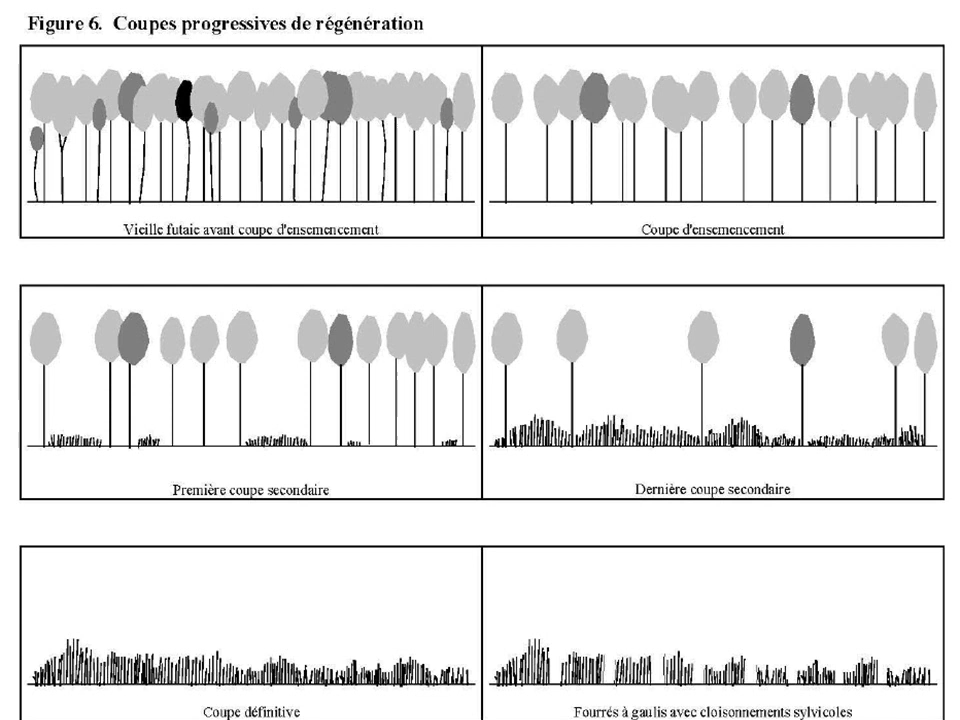 Figure 6. Coupes progressives de régénération
Vieille futaie avant coupe d'ensemencement
Coupe d'ensemencement
Première coupe secondaire
Dernière coupe secondaire
Coupe définitive
Fourrés à gaulis avec cloisonnements sylvicoles